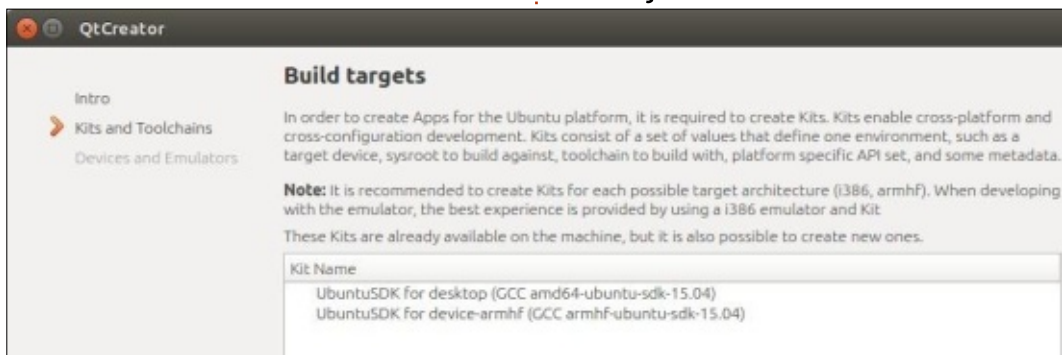 QtCreator
Intro
Kits and Toolchains
Devices and Emulators
Build targets
In order to create Apps for the Ubuntu platform, it is required to create Kits. Kits enable cross-platform and
cross-configuration development. Kits consist of a set of values that define one environment, such as a
target device, sysroot to build against, toolchain to build with, platform specific API set, and some metadata.
Note: It is recommended to create Kits for each possible target architecture (i386, armhf). When developing
with the emulator, the best experience is provided by using a i386 emulator and Kit
These Kits are already available on the machine, but it is also possible to create new ones.
Kit Name
UbuntuSDK for desktop (GCC amd64-ubuntu-sdk-15.04)
UbuntuSDK for device-armhf (GCC armhf-ubuntu-sdk-15.04)